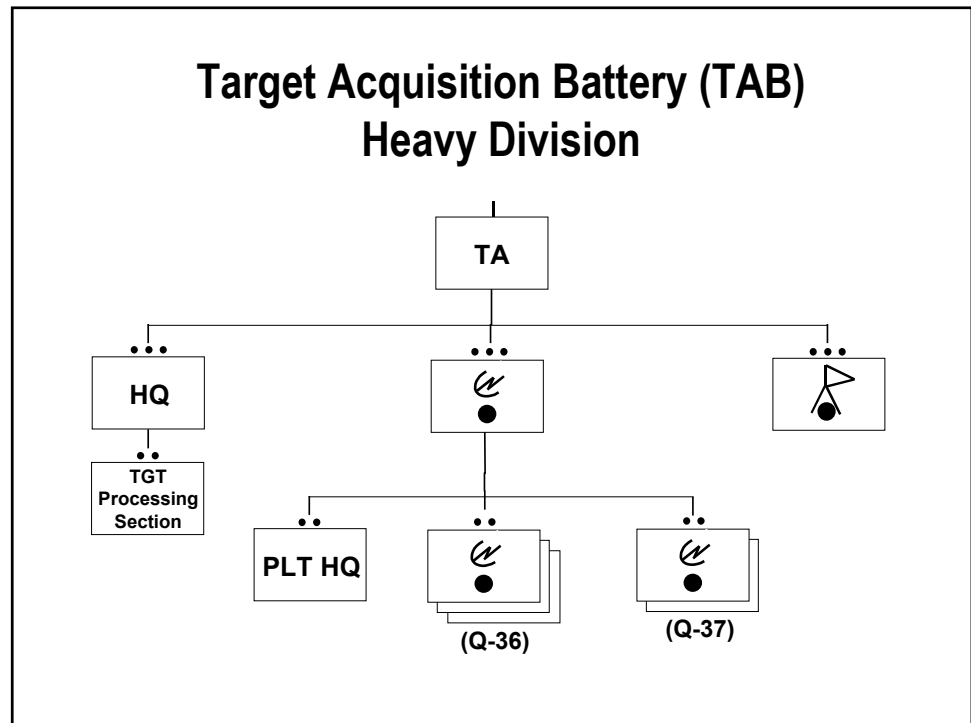 Target Acquisition Battery (TAB)
Heavy Division
TA
HQ
TGT
Processing
Section
PLT HQ
(Q-36)
(Q-37)